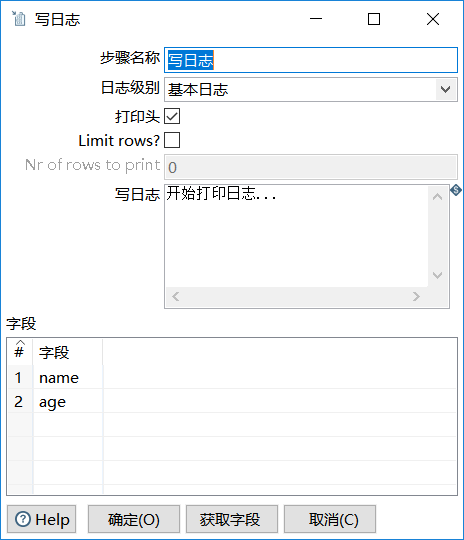 写日志
步骤名称 写日志
日志级别 基本日志
打印头
Limit rows?
Nr of rows to print 0
写日志 开始打印日志...
字段
# 字段
1 name
2 age
Help 确定(O) 获取字段 取消(C)